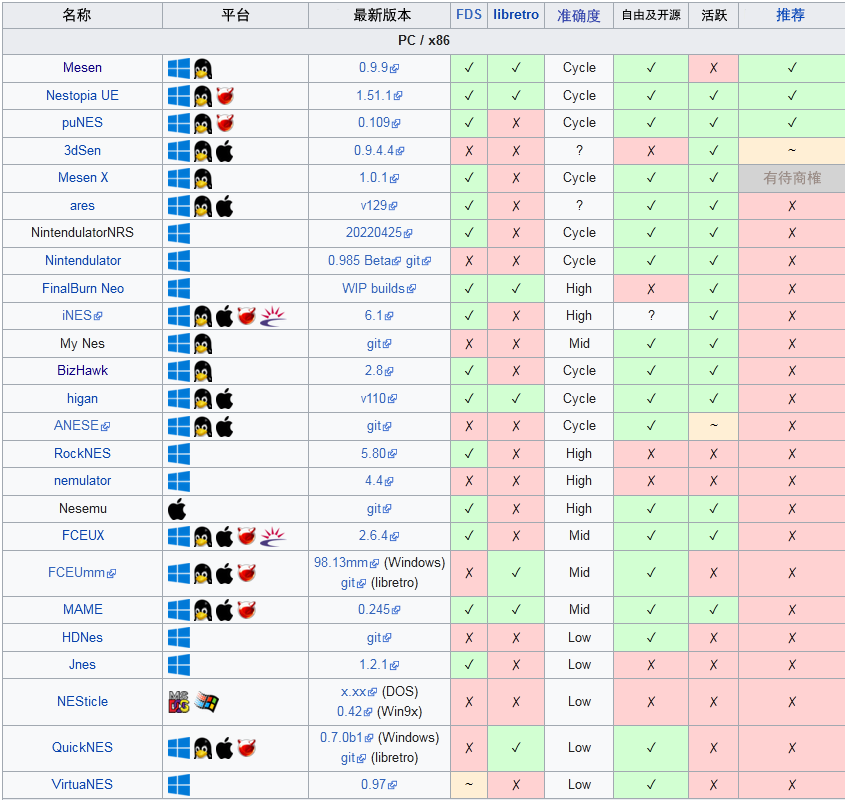 名称 平台 最新版本 FDS libretro 准确度 自由及开源 活跃 推荐
PC / x86
Mesen 0.9.9 ✓ ✓ Cycle ✓ ✗ ✓
Nestopia UE 1.51.1 ✓ ✓ Cycle ✓ ✓ ✓
puNES 0.109 ✓ ✗ Cycle ✓ ✓ ✓
3dSen 0.9.4.4 ✗ ✗ ? ✗ ✓ ~
Mesen X 1.0.1 ✓ ✗ Cycle ✓ ✓ 有待商榷
ares v129 ✓ ✗ ? ✓ ✓ ✗
NintendulatorNRS 20220425 ✓ ✗ Cycle ✓ ✓ ✗
Nintendulator 0.985 Beta git ✗ ✗ Cycle ✓ ✓ ✗
FinalBurn Neo WIP builds ✓ ✓ High ✗ ✓ ✗
iNES 6.1 ✓ ✗ High ? ✓ ✗
My Nes git ✗ ✗ Mid ✓ ✓ ✗
BizHawk 2.8 ✓ ✗ Cycle ✓ ✓ ✗
higan v110 ✓ ✓ Cycle ✓ ✓ ✗
ANESE git ✗ ✗ Cycle ✓ ~ ✗
RockNES 5.80 ✓ ✗ High ✗ ✗ ✗
nemulator 4.4 ✗ ✗ High ✗ ✗ ✗
Nesemu git ✓ ✗ High ✓ ✓ ✗
FCEUX 2.6.4 ✓ ✗ Mid ✓ ✓ ✗
FCEUmm 98.13mm (Windows) ✗ ✓ Mid ✓ ✗ ✗
git (libretro)
MAME 0.245 ✓ ✓ Mid ✓ ✓ ✗
HDNes git ✗ ✗ Low ✓ ✗ ✗
Jnes 1.2.1 ✓ ✗ Low ✗ ✗ ✗
NESticle x.xx (DOS) ✗ ✗ Low ✗ ✗ ✗
0.42 (Win9x)
QuickNES 0.7.0b1 (Windows) ✗ ✓ Low ✓ ✗ ✗
git (libretro)
VirtuaNES 0.97 ~ ✗ Low ✓ ✗ ✗